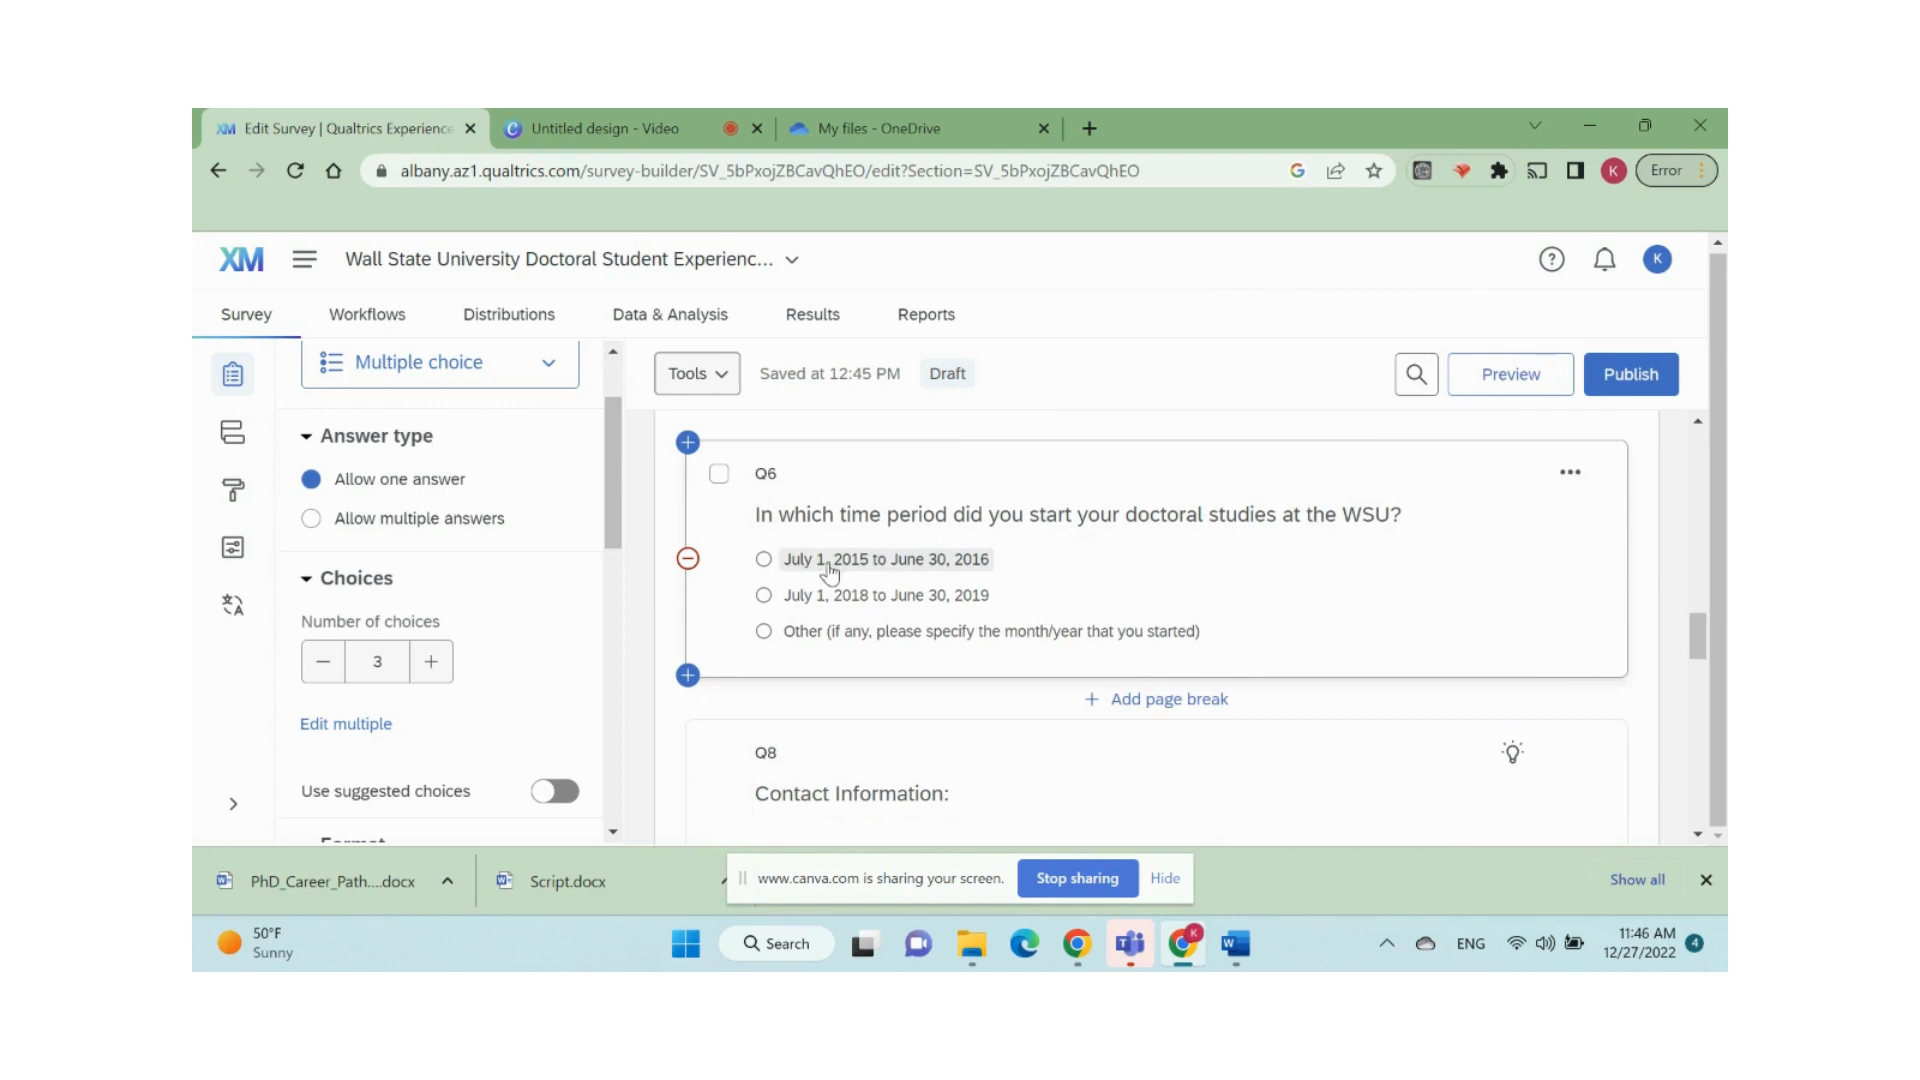 XM Edit Survey | Qualtrics Experience
Untitled design - Video
My files - OneDrive
albany.az1.qualtrics.com/survey-builder/SV_5bPxojZBCavQhEO/edit?Section=SV_5bPxojZBCavQhEO
G
K
Error
XM
Wall State University Doctoral Student Experienc...
?
K
Survey
Workflows
Distributions
Data & Analysis
Results
Reports
Multiple choice
Tools
Saved at 12:45 PM
Draft
Preview
Publish
Answer type
Allow one answer
Allow multiple answers
Choices
Number of choices
3
Edit multiple
Use suggested choices
Format
Q6
In which time period did you start your doctoral studies at the WSU?
July 1, 2015 to June 30, 2016
July 1, 2018 to June 30, 2019
Other (if any, please specify the month/year that you started)
Add page break
Q8
Contact Information:
PhD_Career_Path....docx
Script.docx
www.canva.com is sharing your screen.
Stop sharing
Hide
Show all
50°F
Sunny
Search
K
ENG
11:46 AM
12/27/2022
4